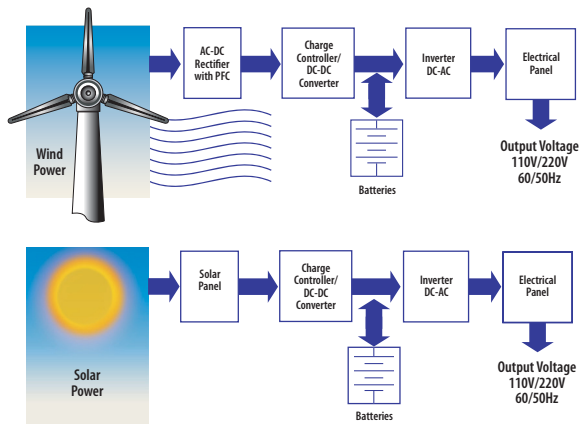 Wind
Power
AC-DC
Rectifier
with PFC
Charge
Controller/
DC-DC
Converter
Inverter
DC-AC
Electrical
Panel
Batteries
Output Voltage
110V/220V
60/50Hz
Solar
Power
Solar
Panel
Charge
Controller/
DC-DC
Converter
Inverter
DC-AC
Electrical
Panel
Batteries
Output Voltage
110V/220V
60/50Hz